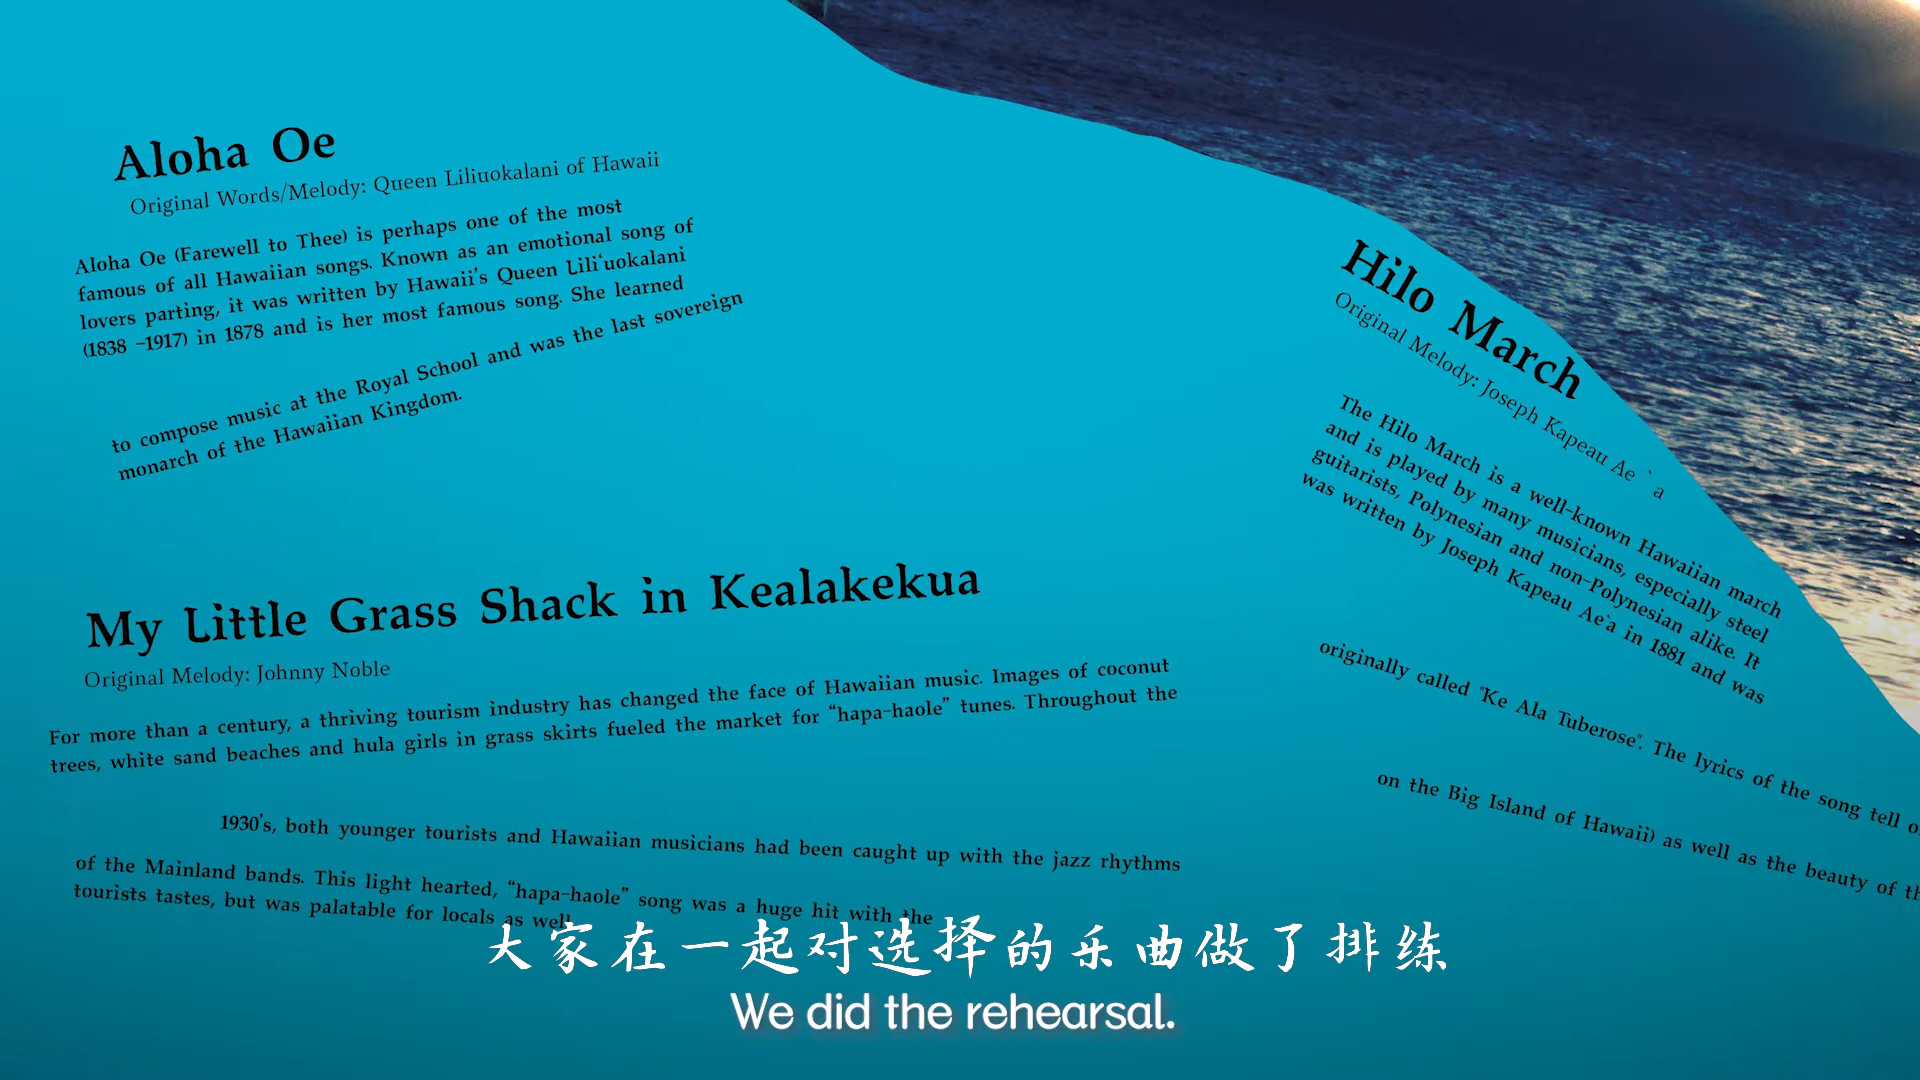 Aloha Oe
Original Words/Melody: Queen Liliuokalani of Hawaii
Aloha Oe (Farewell to Thee) is perhaps one of the most
famous of all Hawaiian songs. Known as an emotional song of
lovers parting, it was written by Hawaii's Queen Lili‘uokalani
(1838 –1917) in 1878 and is her most famous song. She learned
to compose music at the Royal School and was the last sovereign
monarch of the Hawaiian Kingdom.
My Little Grass Shack in Kealakekua
Original Melody: Johnny Noble
For more than a century, a thriving tourism industry has changed the face of Hawaiian music. Images of coconut
trees, white sand beaches and hula girls in grass skirts fueled the market for “hapa-haole” tunes. Throughout the
1930's, both younger tourists and Hawaiian musicians had been caught up with the jazz rhythms
of the Mainland bands. This light hearted, “hapa-haole” song was a huge hit with the
tourists tastes, but was palatable for locals as well.
Hilo March
Original Melody: Joseph Kapeau Ae ` a
The Hilo March is a well-known Hawaiian march
and is played by many musicians, especially steel
guitarists, Polynesian and non-Polynesian alike. It
was written by Joseph Kapeau Ae`a in 1881 and was
originally called "Ke Ala Tuberose". The lyrics of the song tell
on the Big Island of Hawaii) as well as the beauty of
大家在一起对选择的乐曲做了排练
We did the rehearsal.